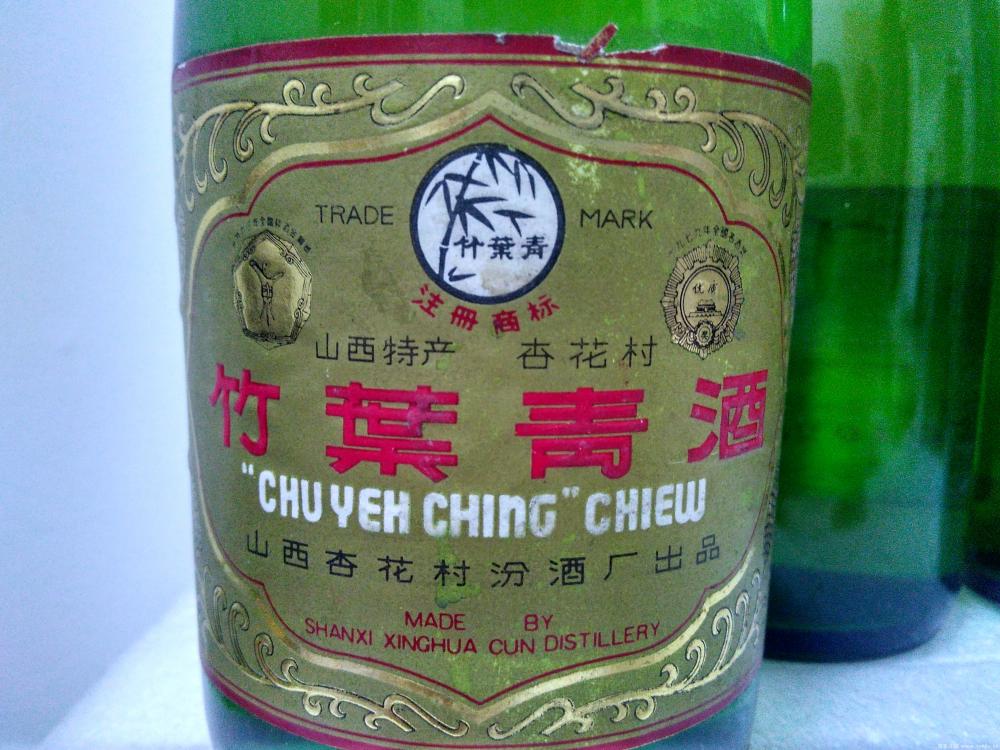 TRADE MARK
竹葉青
注册商标
优质
山西特产 杏花村
竹葉青酒
"CHU YEH CHING" CHIEW
山西杏花村汾酒厂出品
MADE BY
SHANXI XINGHUA CUN DISTILLERY